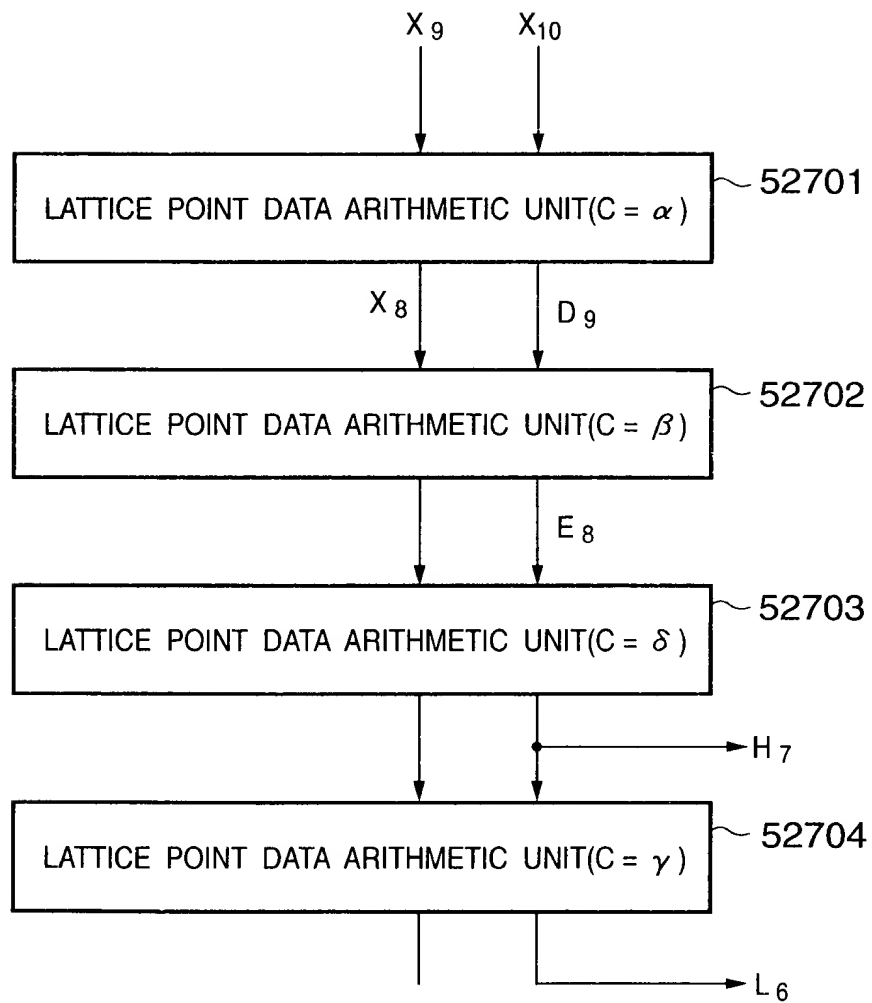 X₉ X₁₀
LATTICE POINT DATA ARITHMETIC UNIT(C = α) 52701
X₈ D₉
LATTICE POINT DATA ARITHMETIC UNIT(C = β) 52702
E₈
LATTICE POINT DATA ARITHMETIC UNIT(C = δ) 52703
H₇
LATTICE POINT DATA ARITHMETIC UNIT(C = γ) 52704
L₆